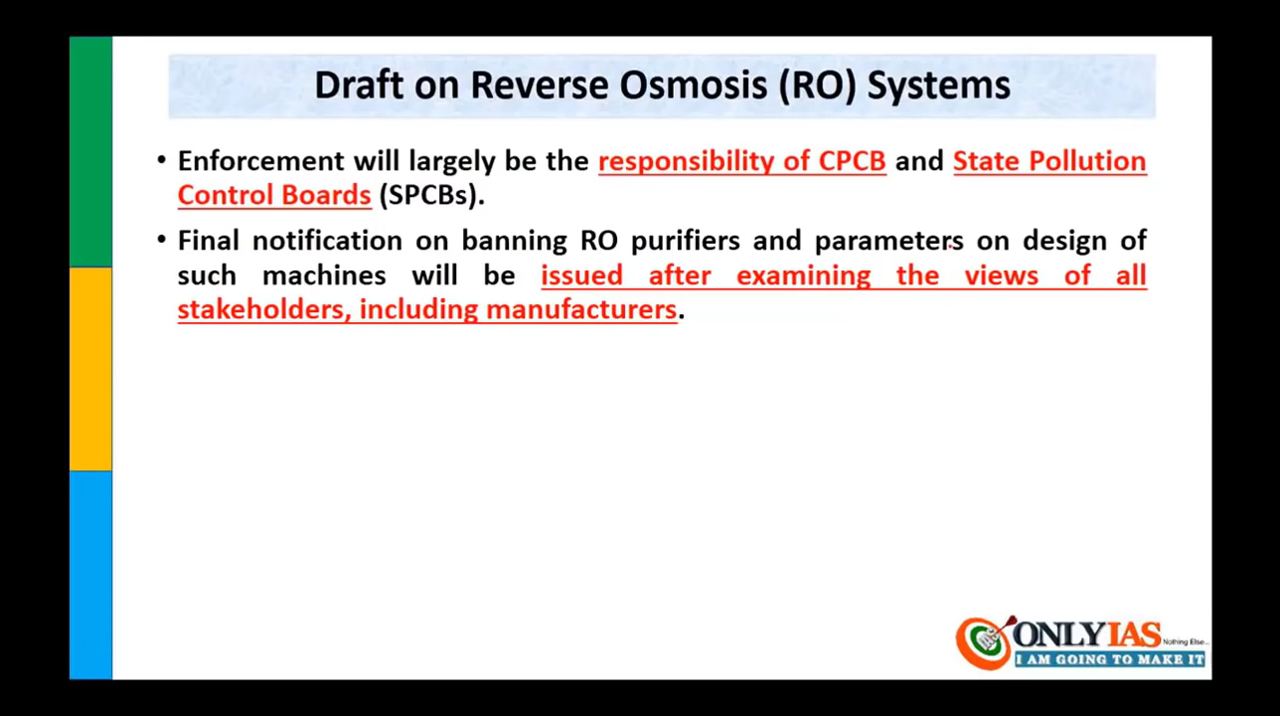 Draft on Reverse Osmosis (RO) Systems
• Enforcement will largely be the responsibility of CPCB and State Pollution
Control Boards (SPCBs).
• Final notification on banning RO purifiers and parameters on design of
such machines will be issued after examining the views of all
stakeholders, including manufacturers.
ONLYIAS Nothing Else...
I AM GOING TO MAKE IT